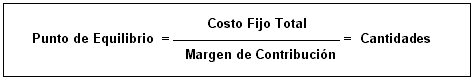 Costo Fijo Total
Punto de Equilibrio = = Cantidades
Margen de Contribución